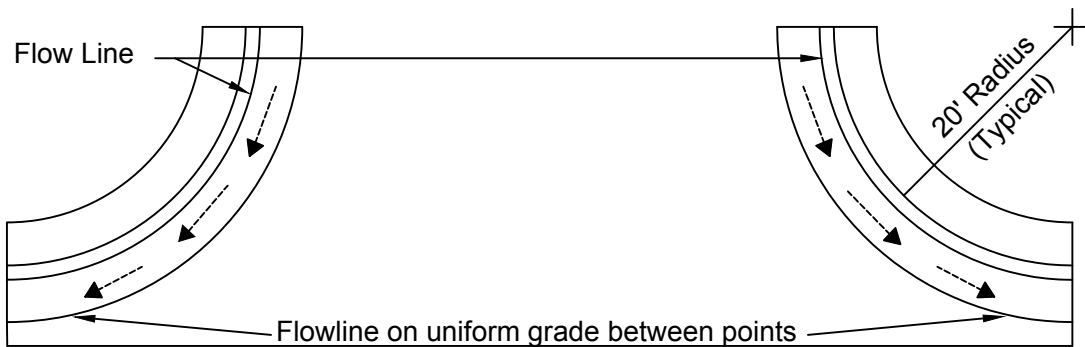 Flow Line
20' Radius
(Typical)
Flowline on uniform grade between points